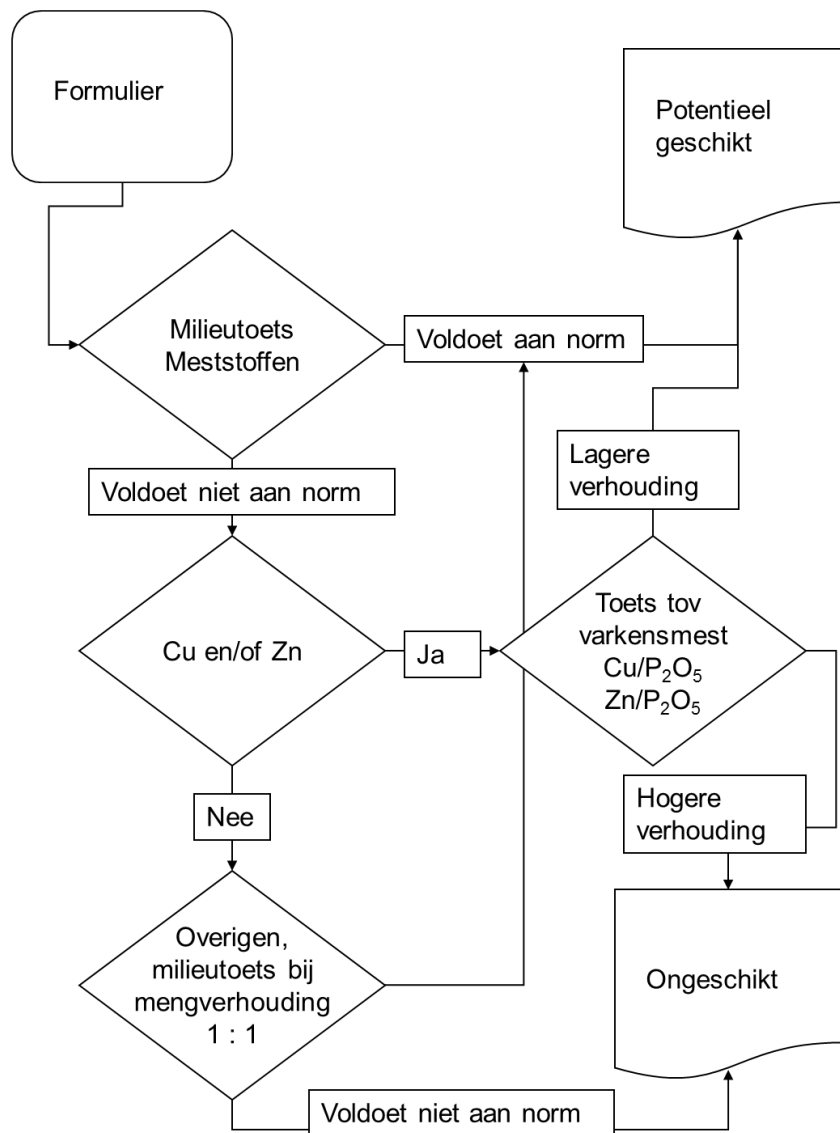 Formulier
Potentieel
geschikt
Milieutoets
Meststoffen
Voldoet aan norm
Lagere
verhouding
Voldoet niet aan norm
Cu en/of Zn
Ja
Toets tov
varkensmest
Cu/P₂O₅
Zn/P₂O₅
Nee
Hogere
verhouding
Overigen,
milieutoets bij
mengverhouding
1 : 1
Ongeschikt
Voldoet niet aan norm